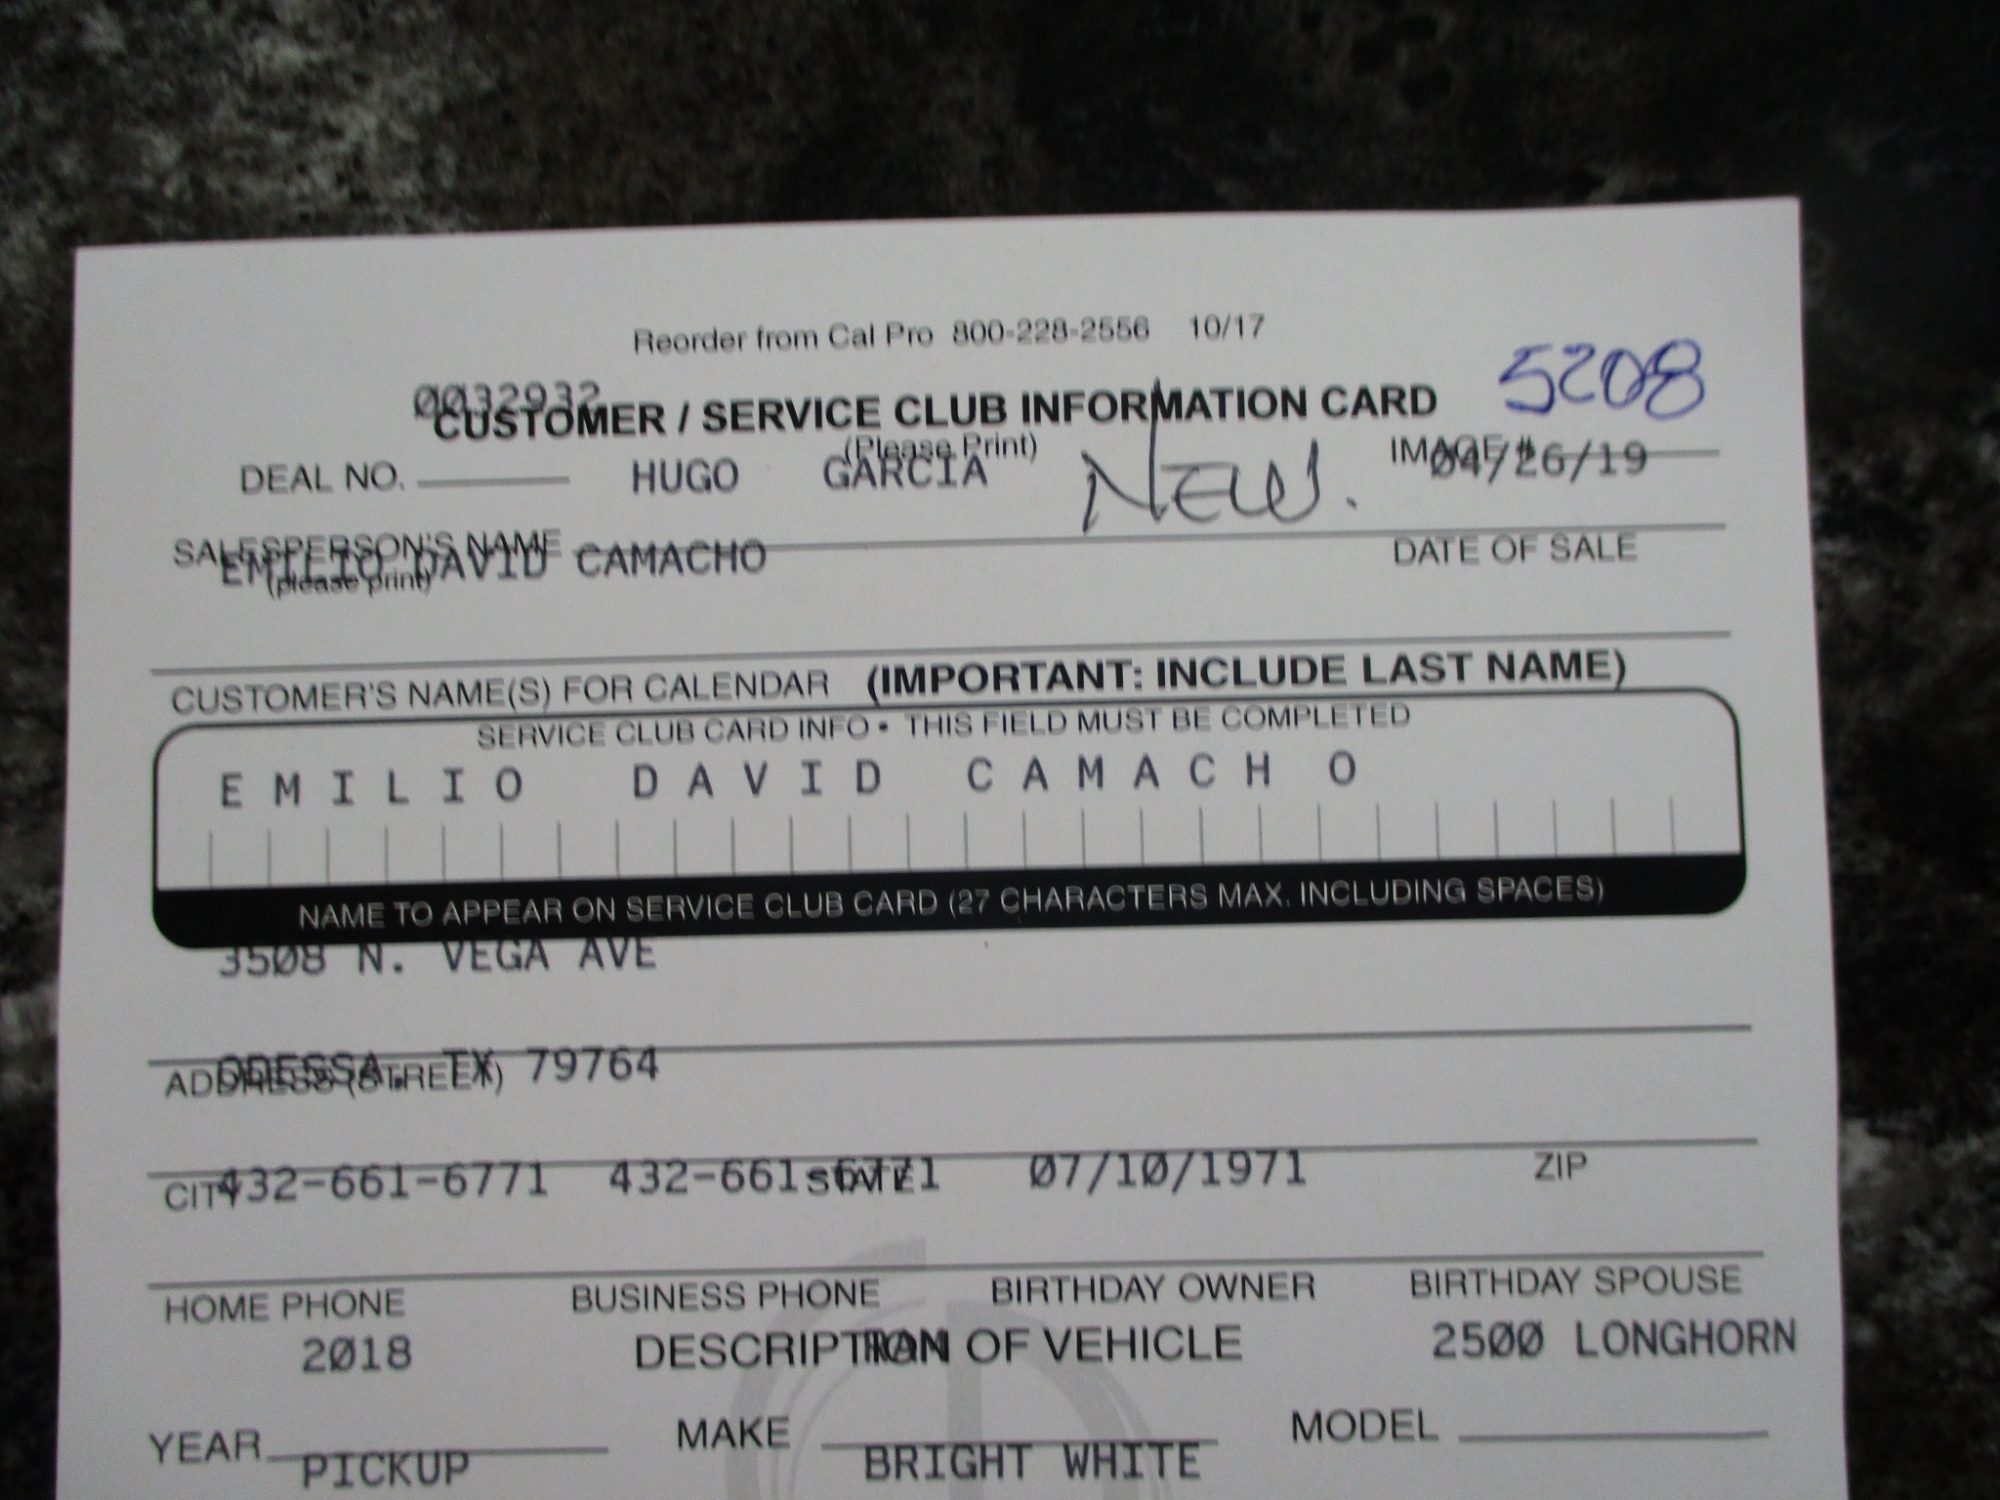 Reorder from Cal Pro 800-228-2556 10/17
5208
0032932
CUSTOMER / SERVICE CLUB INFORMATION CARD
(Please Print)
DEAL NO. HUGO GARCIA NEW. IMAGE # 04/26/19
SALESPERSON'S NAME DATE OF SALE
EMILIO DAVID CAMACHO
(please print)
CUSTOMER'S NAME(S) FOR CALENDAR (IMPORTANT: INCLUDE LAST NAME)
SERVICE CLUB CARD INFO • THIS FIELD MUST BE COMPLETED
EMILIO DAVID CAMACHO
NAME TO APPEAR ON SERVICE CLUB CARD (27 CHARACTERS MAX. INCLUDING SPACES)
3508 N. VEGA AVE
ODESSA, TX 79764
ADDRESS (STREET)
432-661-6771 432-661-6771 07/10/1971
CITY STATE ZIP
HOME PHONE BUSINESS PHONE BIRTHDAY OWNER BIRTHDAY SPOUSE
2018 RAM 2500 LONGHORN
DESCRIPTION OF VEHICLE
YEAR MAKE MODEL
PICKUP BRIGHT WHITE